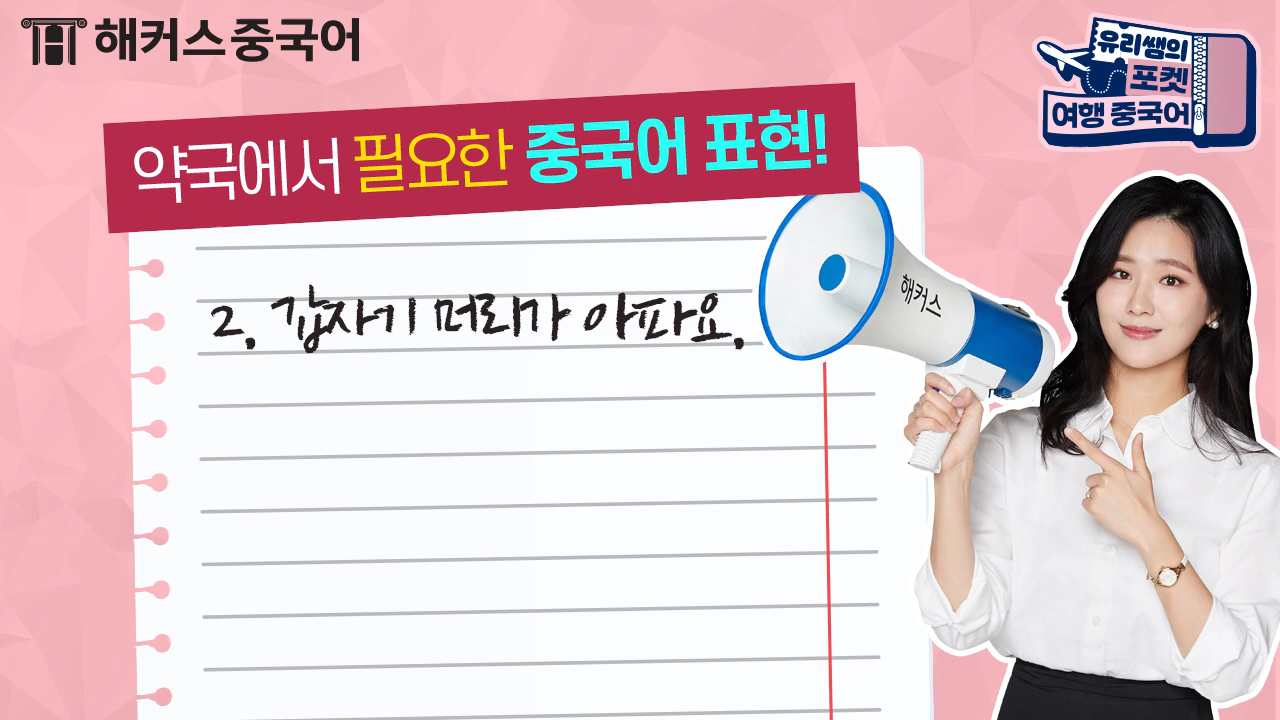 해커스 중국어
유리쌤의
포켓
여행 중국어
약국에서 필요한 중국어 표현!
2. 갑자기 머리가 아파요.
해커스